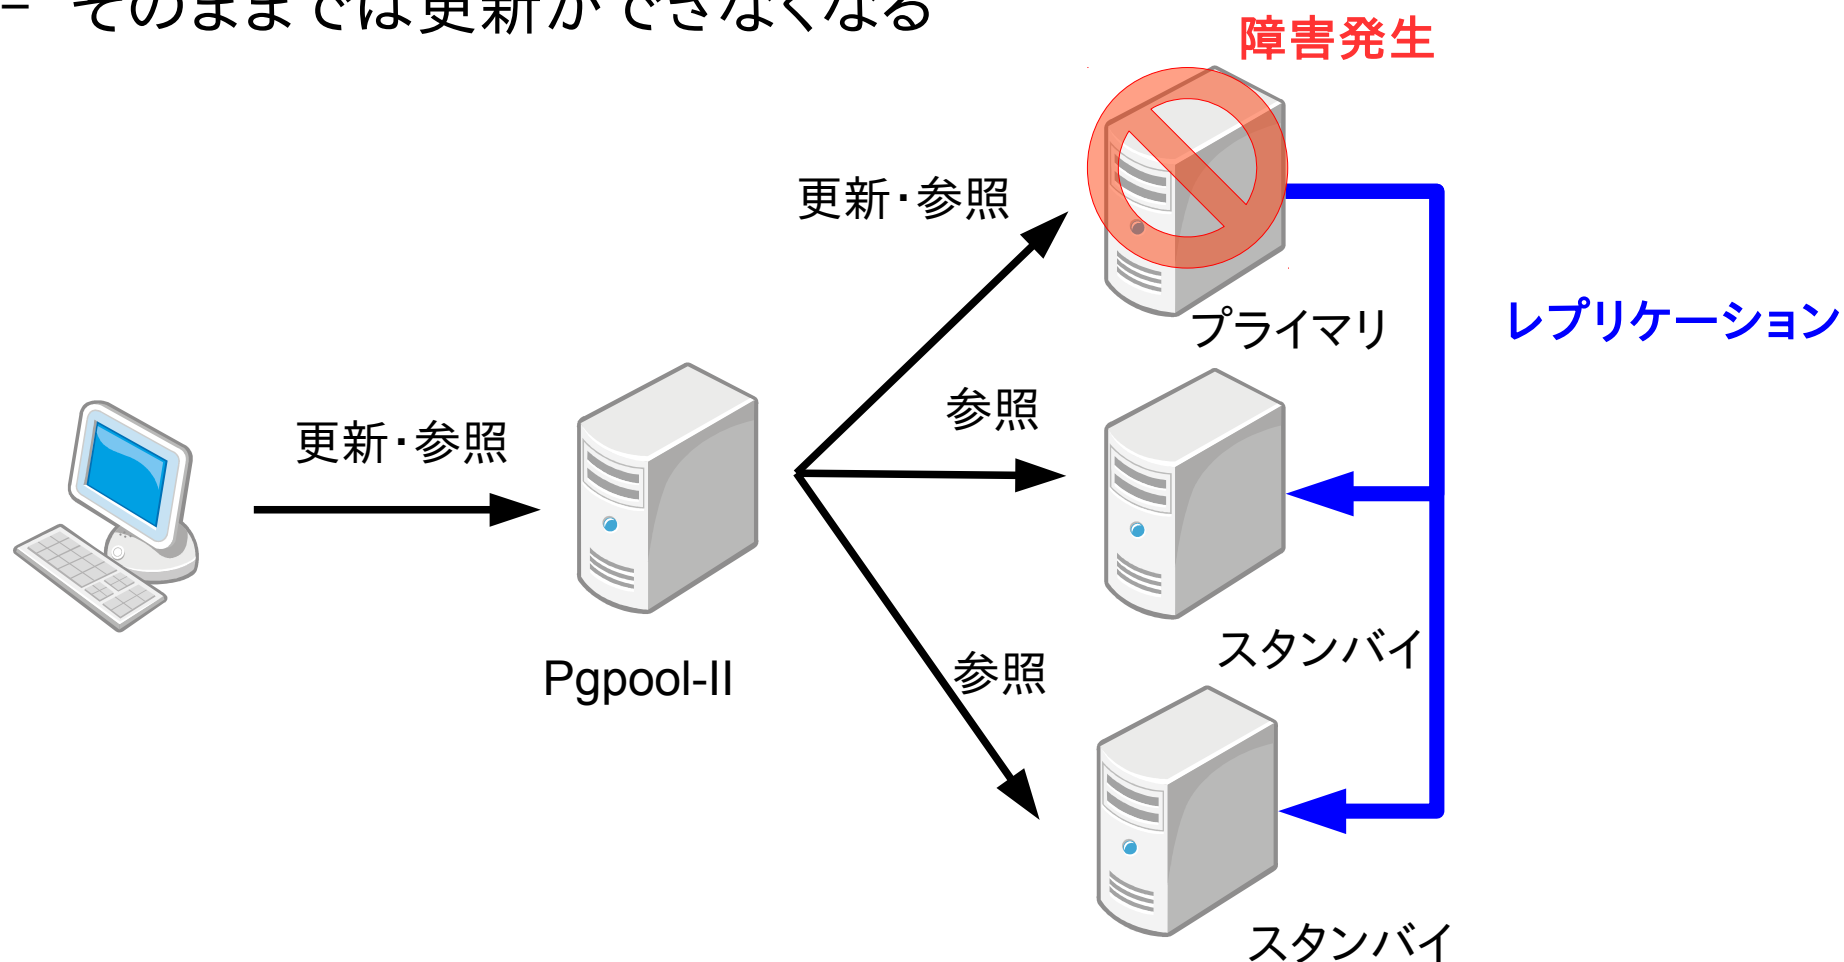 – そのままでは更新ができなくなる
障害発生
更新・参照
プライマリ
レプリケーション
参照
更新・参照
スタンバイ
参照
Pgpool-II
スタンバイ